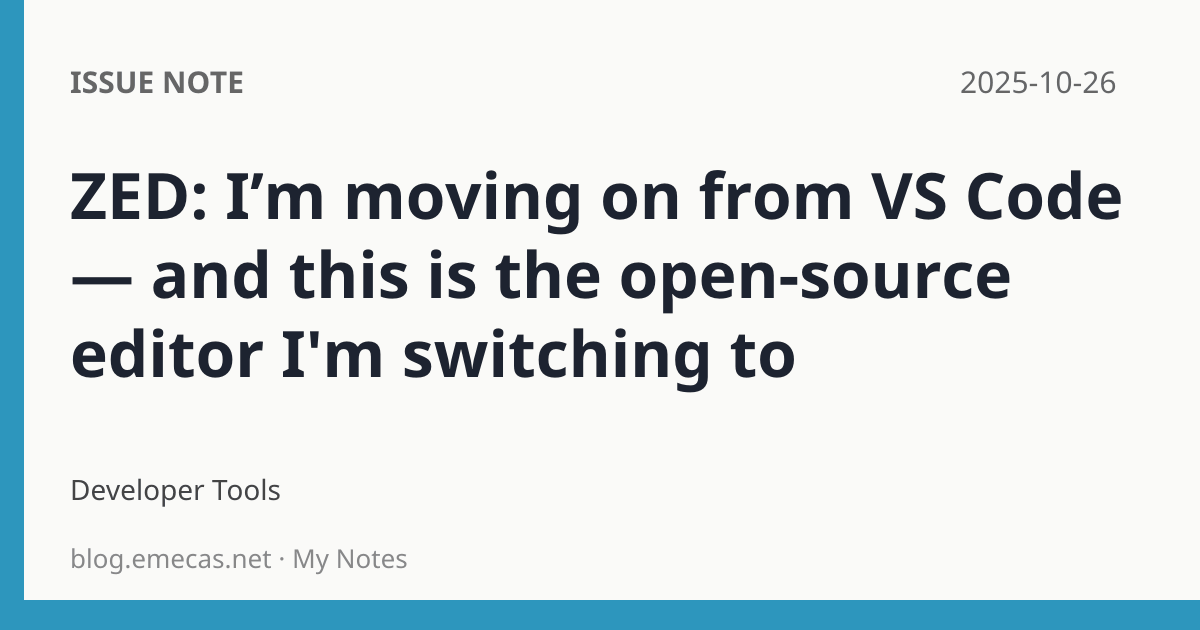 ISSUE NOTE
2025-10-26
ZED: I’m moving on from VS Code
— and this is the open-source
editor I'm switching to
Developer Tools
blog.emecas.net · My Notes